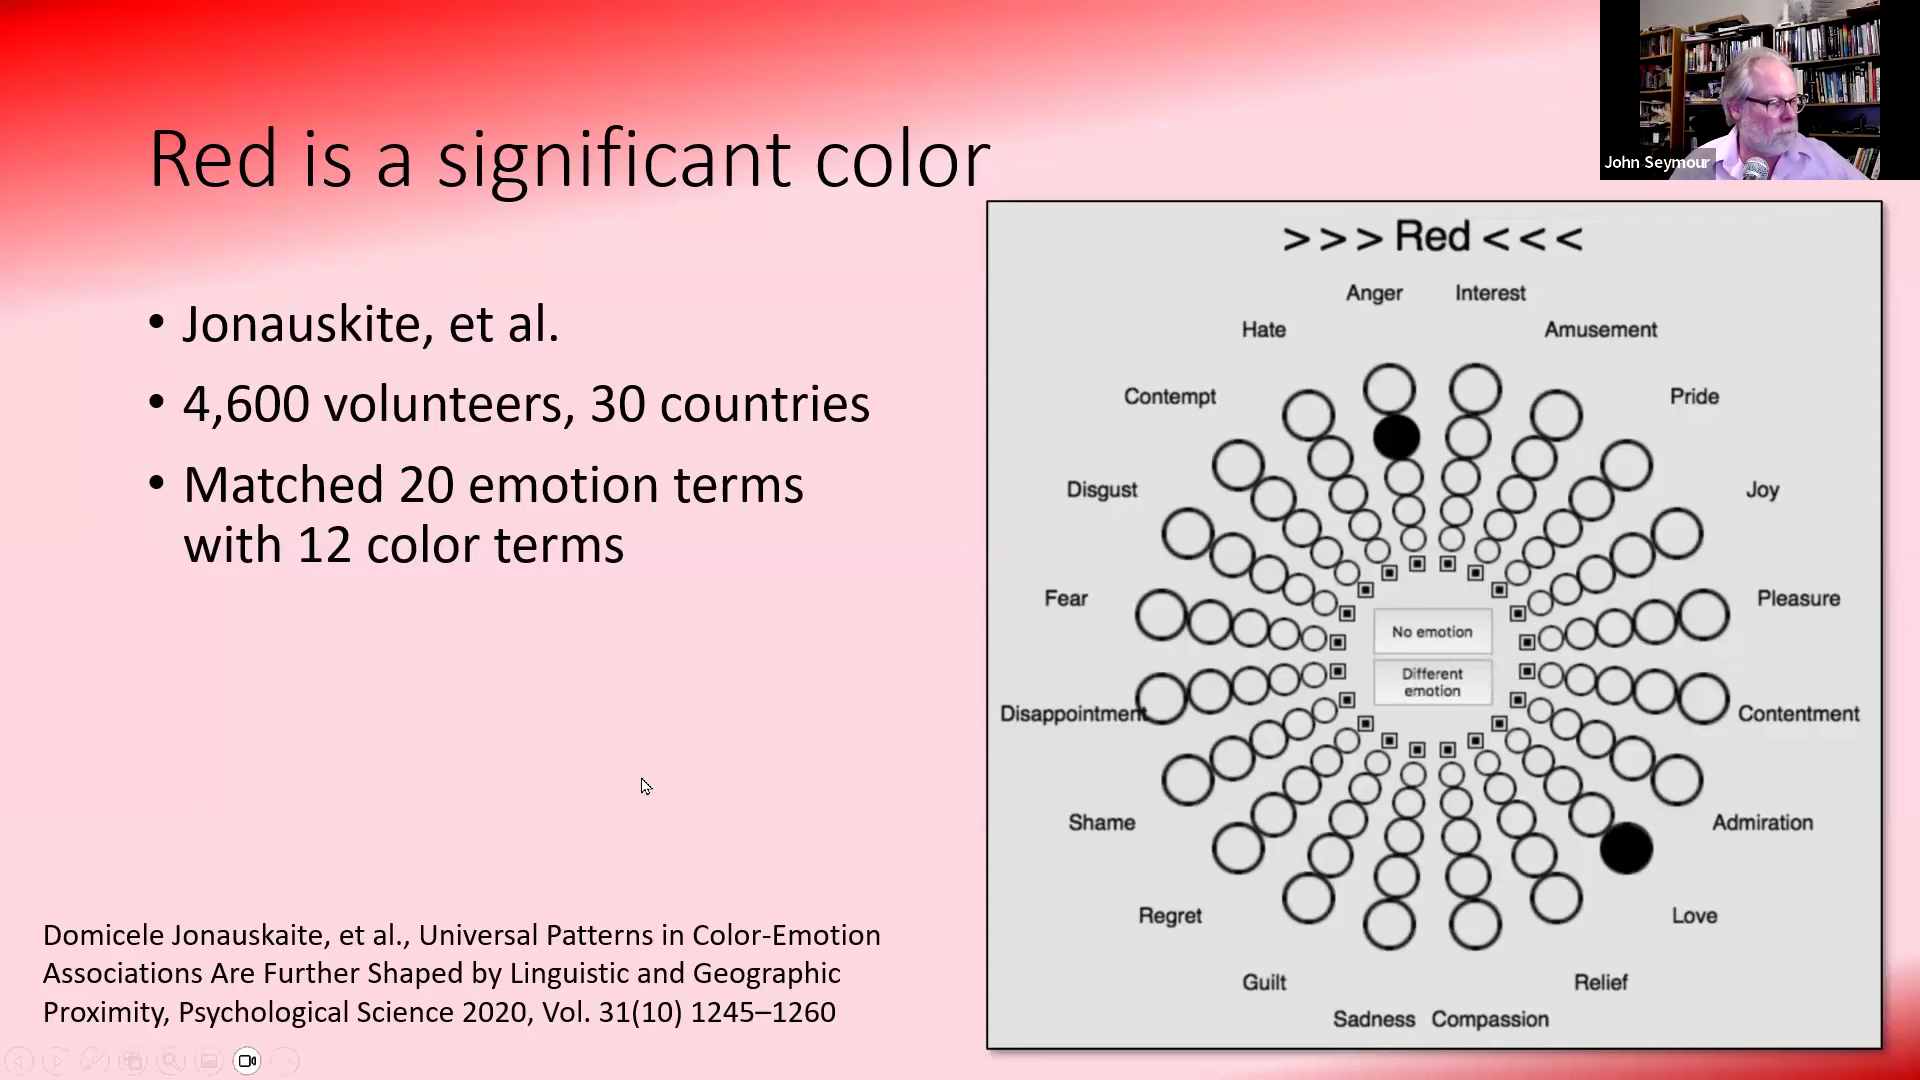 John Seymour
Red is a significant color
• Jonauskite, et al.
• 4,600 volunteers, 30 countries
• Matched 20 emotion terms
with 12 color terms
Domicele Jonauskaite, et al., Universal Patterns in Color-Emotion
Associations Are Further Shaped by Linguistic and Geographic
Proximity, Psychological Science 2020, Vol. 31(10) 1245–1260
>>> Red <<<
Anger
Interest
Hate
Amusement
Contempt
Pride
Disgust
Joy
Fear
Pleasure
No emotion
Different
emotion
Disappointment
Contentment
Shame
Admiration
Regret
Love
Guilt
Relief
Sadness
Compassion